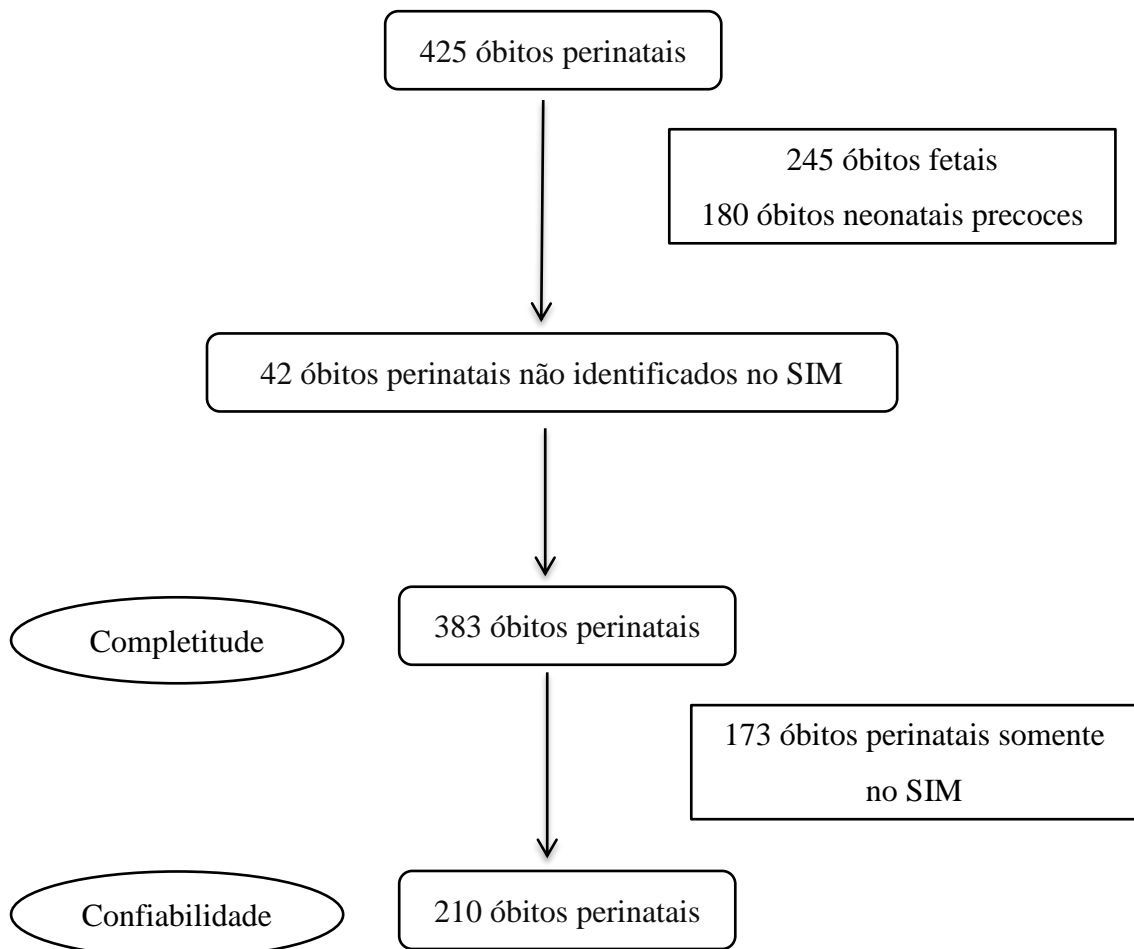 425 óbitos perinatais
245 óbitos fetais
180 óbitos neonatais precoces
42 óbitos perinatais não identificados no SIM
Completitude
383 óbitos perinatais
173 óbitos perinatais somente
no SIM
Confiabilidade
210 óbitos perinatais